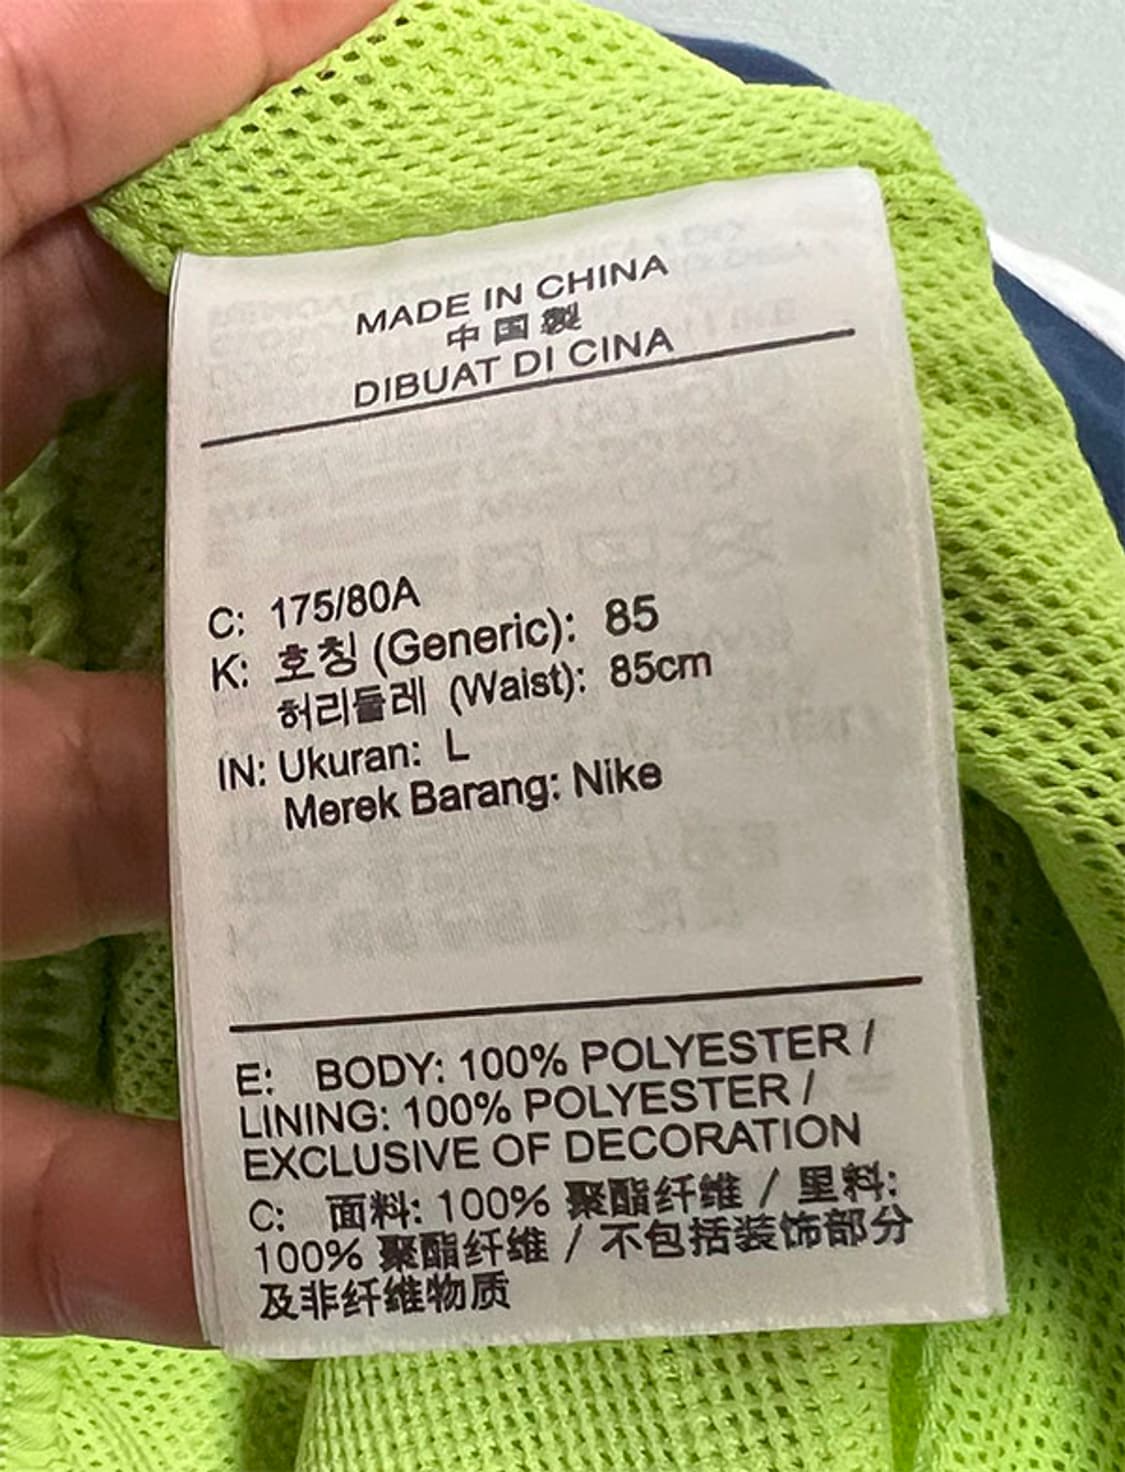 MADE IN CHINA
中国製
DIBUAT DI CINA
C: 175/80A
K: 호칭 (Generic): 85
허리둘레 (Waist): 85cm
IN: Ukuran: L
Merek Barang: Nike
E: BODY: 100% POLYESTER /
LINING: 100% POLYESTER /
EXCLUSIVE OF DECORATION
C: 面料: 100% 聚酯纤维 / 里料:
100% 聚酯纤维 / 不包括装饰部分
及非纤维物质